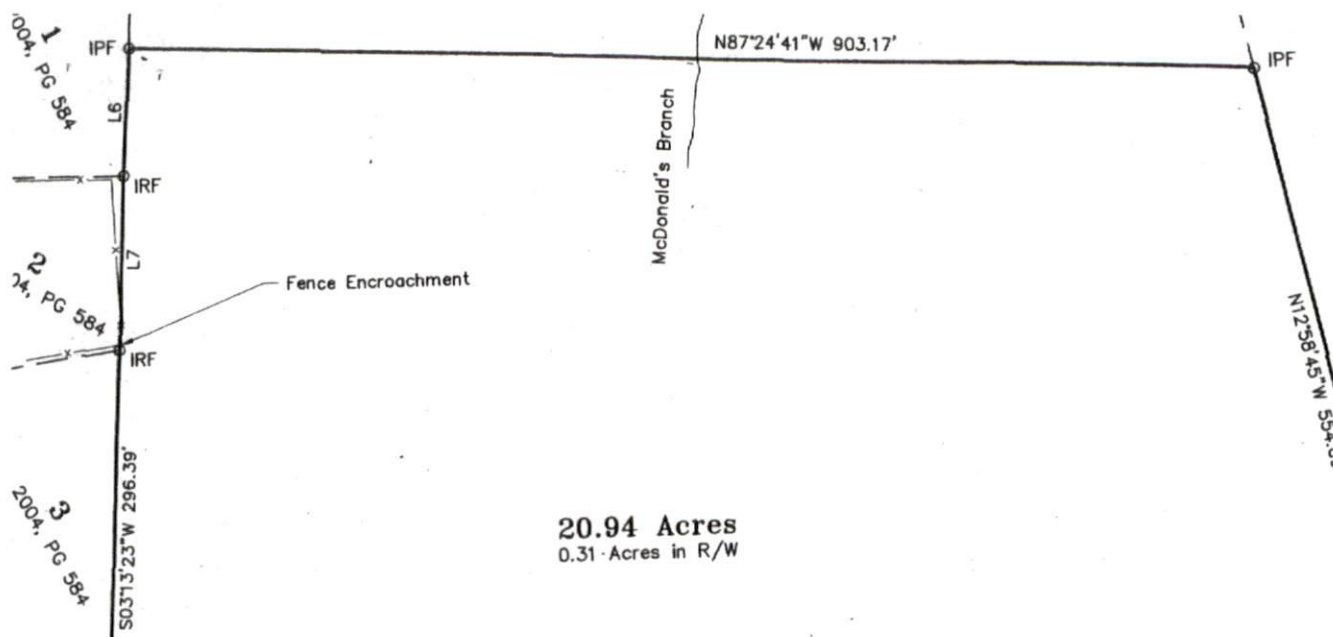 1
2004, PG 584
IPF
N87°24'41"W 903.17'
IPF
L6
McDonald's Branch
IRF
L7
2
PG 584
Fence Encroachment
IRF
N12°58'45"W
S03°13'23"W 296.39'
3
2004, PG 584
20.94 Acres
0.31 Acres in R/W